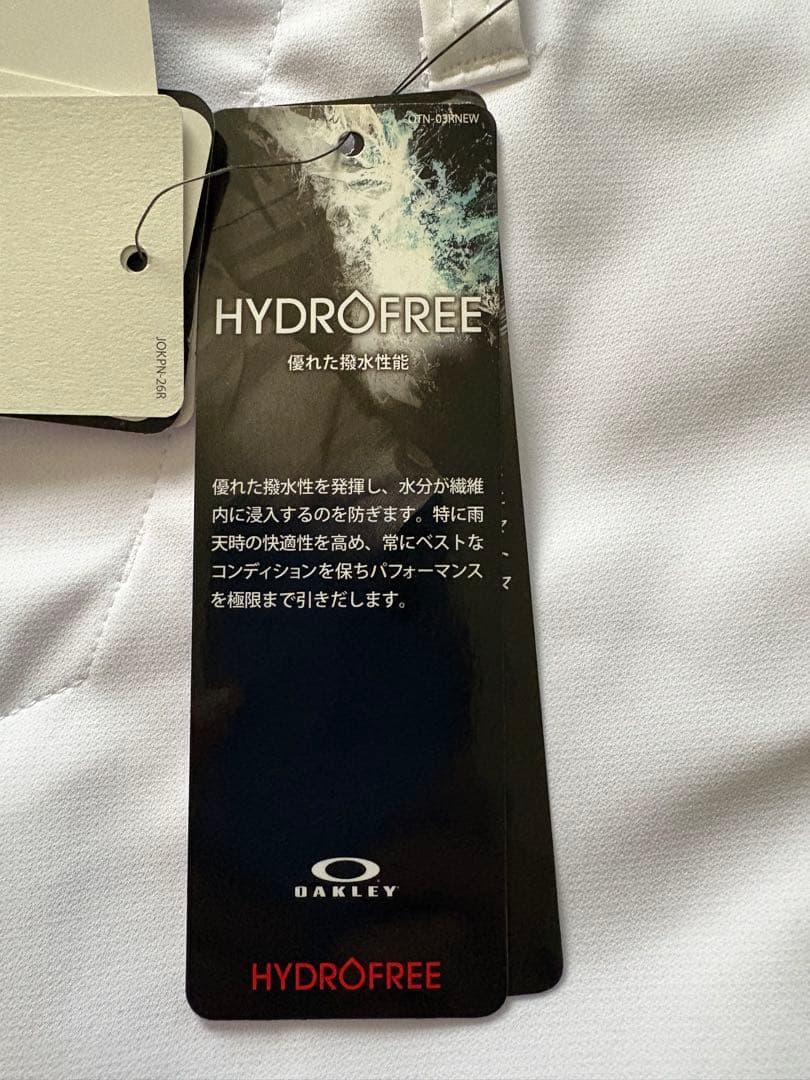 OTN-03RNEW
HYDROFREE
優れた撥水性能
JOKPN-26R
優れた撥水性を発揮し、水分が繊維
内に浸入するのを防ぎます。特に雨
天時の快適性を高め、常にベストな
コンディションを保ちパフォーマンス
を極限まで引きだします。
OAKLEY
HYDROFREE